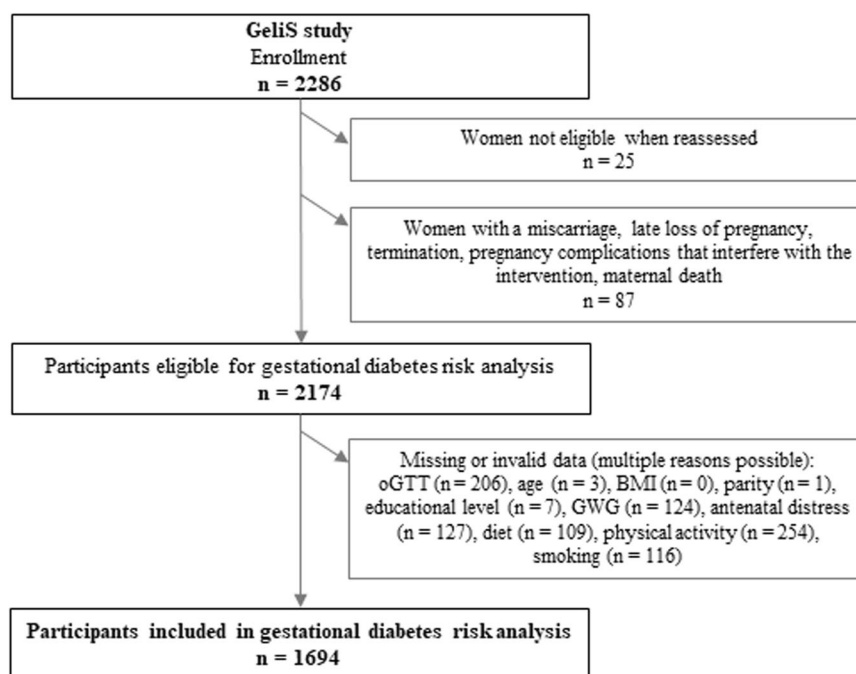 GeliS study
Enrollment
n = 2286
Women not eligible when reassessed
n = 25
Women with a miscarriage, late loss of pregnancy,
termination, pregnancy complications that interfere with the
intervention, maternal death
n = 87
Participants eligible for gestational diabetes risk analysis
n = 2174
Missing or invalid data (multiple reasons possible):
oGTT (n = 206), age (n = 3), BMI (n = 0), parity (n = 1),
educational level (n = 7), GWG (n = 124), antenatal distress
(n = 127), diet (n = 109), physical activity (n = 254),
smoking (n = 116)
Participants included in gestational diabetes risk analysis
n = 1694